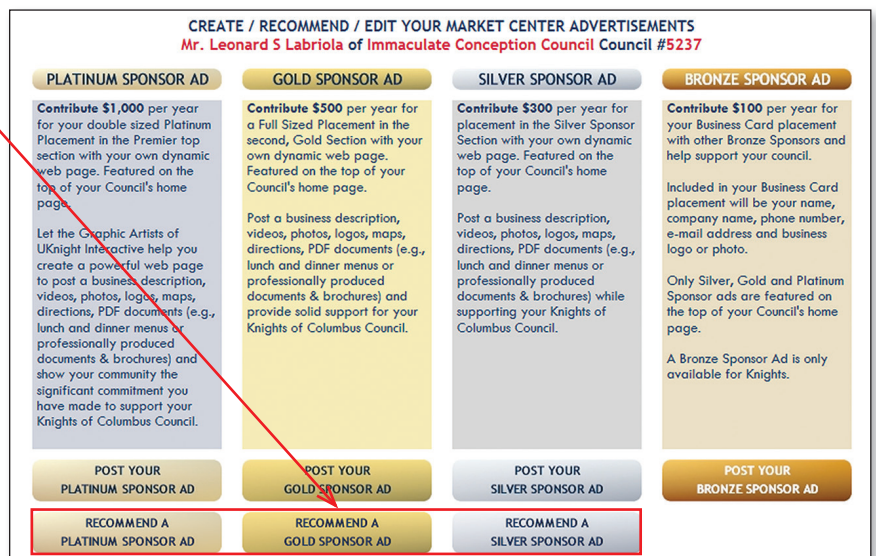 CREATE / RECOMMEND / EDIT YOUR MARKET CENTER ADVERTISEMENTS
Mr. Leonard S Labriola of Immaculate Conception Council Council #5237
PLATINUM SPONSOR AD
Contribute $1,000 per year
for your double sized Platinum
Placement in the Premier top
section with your own dynamic
web page. Featured on the
top of your Council's home
page.
Let the Graphic Artists of
UKnight Interactive help you
create a powerful web page
to post a business description,
videos, photos, logos, maps,
directions, PDF documents (e.g.,
lunch and dinner menus or
professionally produced
documents & brochures) and
show your community the
significant commitment you
have made to support your
Knights of Columbus Council.
POST YOUR
PLATINUM SPONSOR AD
RECOMMEND A
PLATINUM SPONSOR AD
GOLD SPONSOR AD
Contribute $500 per year for
a Full Sized Placement in the
second, Gold Section with your
own dynamic web page.
Featured on the top of your
Council's home page.
Post a business description,
videos, photos, logos, maps,
directions, PDF documents (e.g.,
lunch and dinner menus or
professionally produced
documents & brochures) and
provide solid support for your
Knights of Columbus Council.
POST YOUR
GOLD SPONSOR AD
RECOMMEND A
GOLD SPONSOR AD
SILVER SPONSOR AD
Contribute $300 per year for
placement in the Silver Sponsor
Section with your own dynamic
web page. Featured on the
top of your Council's home
page.
Post a business description,
videos, photos, logos, maps,
directions, PDF documents (e.g.,
lunch and dinner menus or
professionally produced
documents & brochures) while
supporting your Knights of
Columbus Council.
POST YOUR
SILVER SPONSOR AD
RECOMMEND A
SILVER SPONSOR AD
BRONZE SPONSOR AD
Contribute $100 per year for
your Business Card placement
with other Bronze Sponsors and
help support your council.
Included in your Business Card
placement will be your name,
company name, phone number,
e-mail address and business
logo or photo.
Only Silver, Gold and Platinum
Sponsor ads are featured on
the top of your Council's home
page.
A Bronze Sponsor Ad is only
available for Knights.
POST YOUR
BRONZE SPONSOR AD